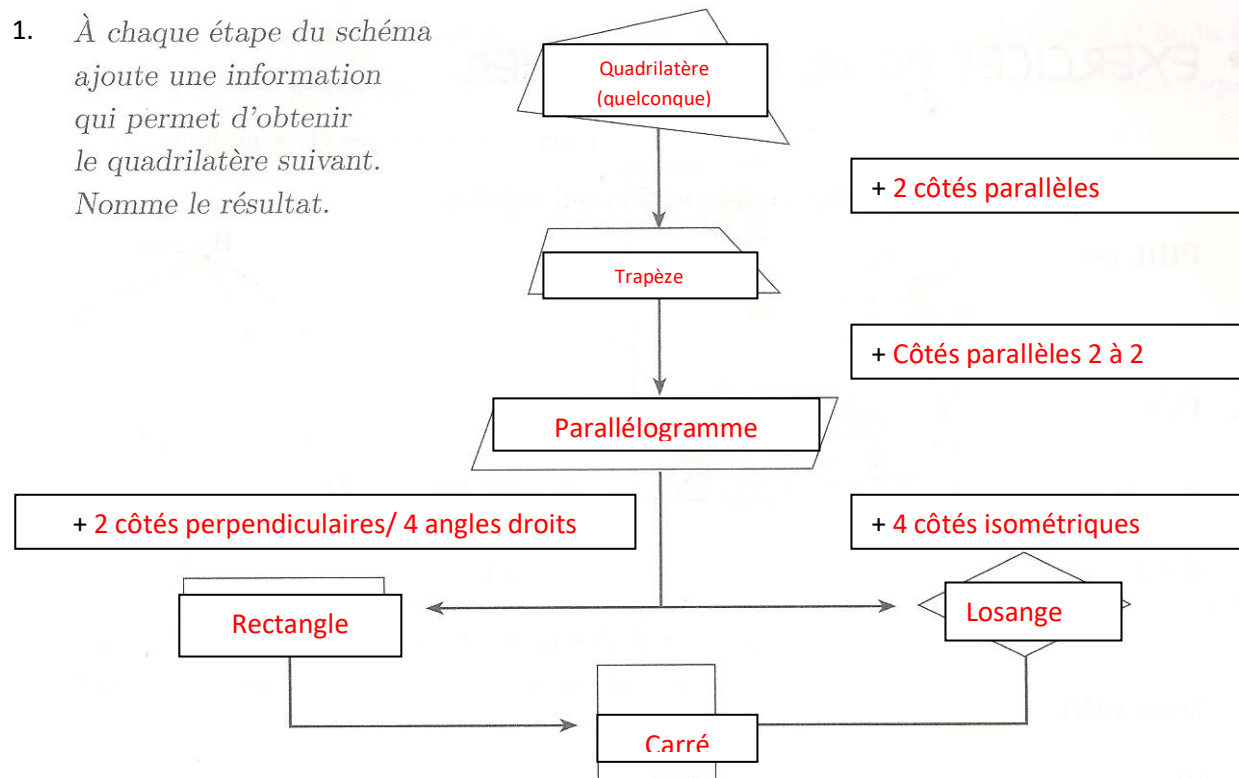 1. À chaque étape du schéma
ajoute une information
qui permet d'obtenir
le quadrilatère suivant.
Nomme le résultat.
Quadrilatère
(quelconque)
+ 2 côtés parallèles
Trapèze
+ Côtés parallèles 2 à 2
Parallélogramme
+ 2 côtés perpendiculaires/ 4 angles droits
+ 4 côtés isométriques
Rectangle
Losange
Carré